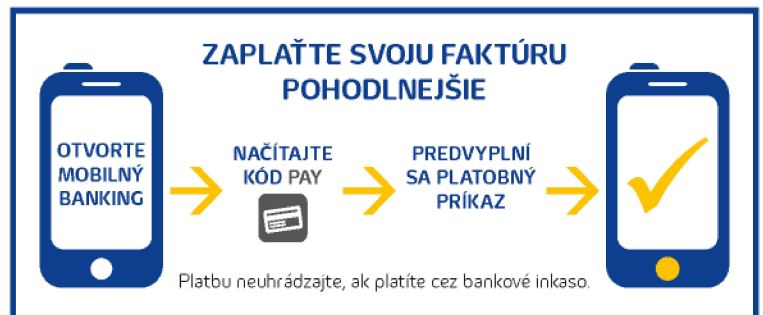 ZAPLAŤTE SVOJU FAKTÚRU
POHODLNEJŠIE
OTVORTE
MOBILNÝ
BANKING
NAČÍTAJTE
KÓD PAY
PREDVYPLNÍ
SA PLATOBNÝ
PRÍKAZ
Platbu neuhrádzajte, ak platíte cez bankové inkaso.